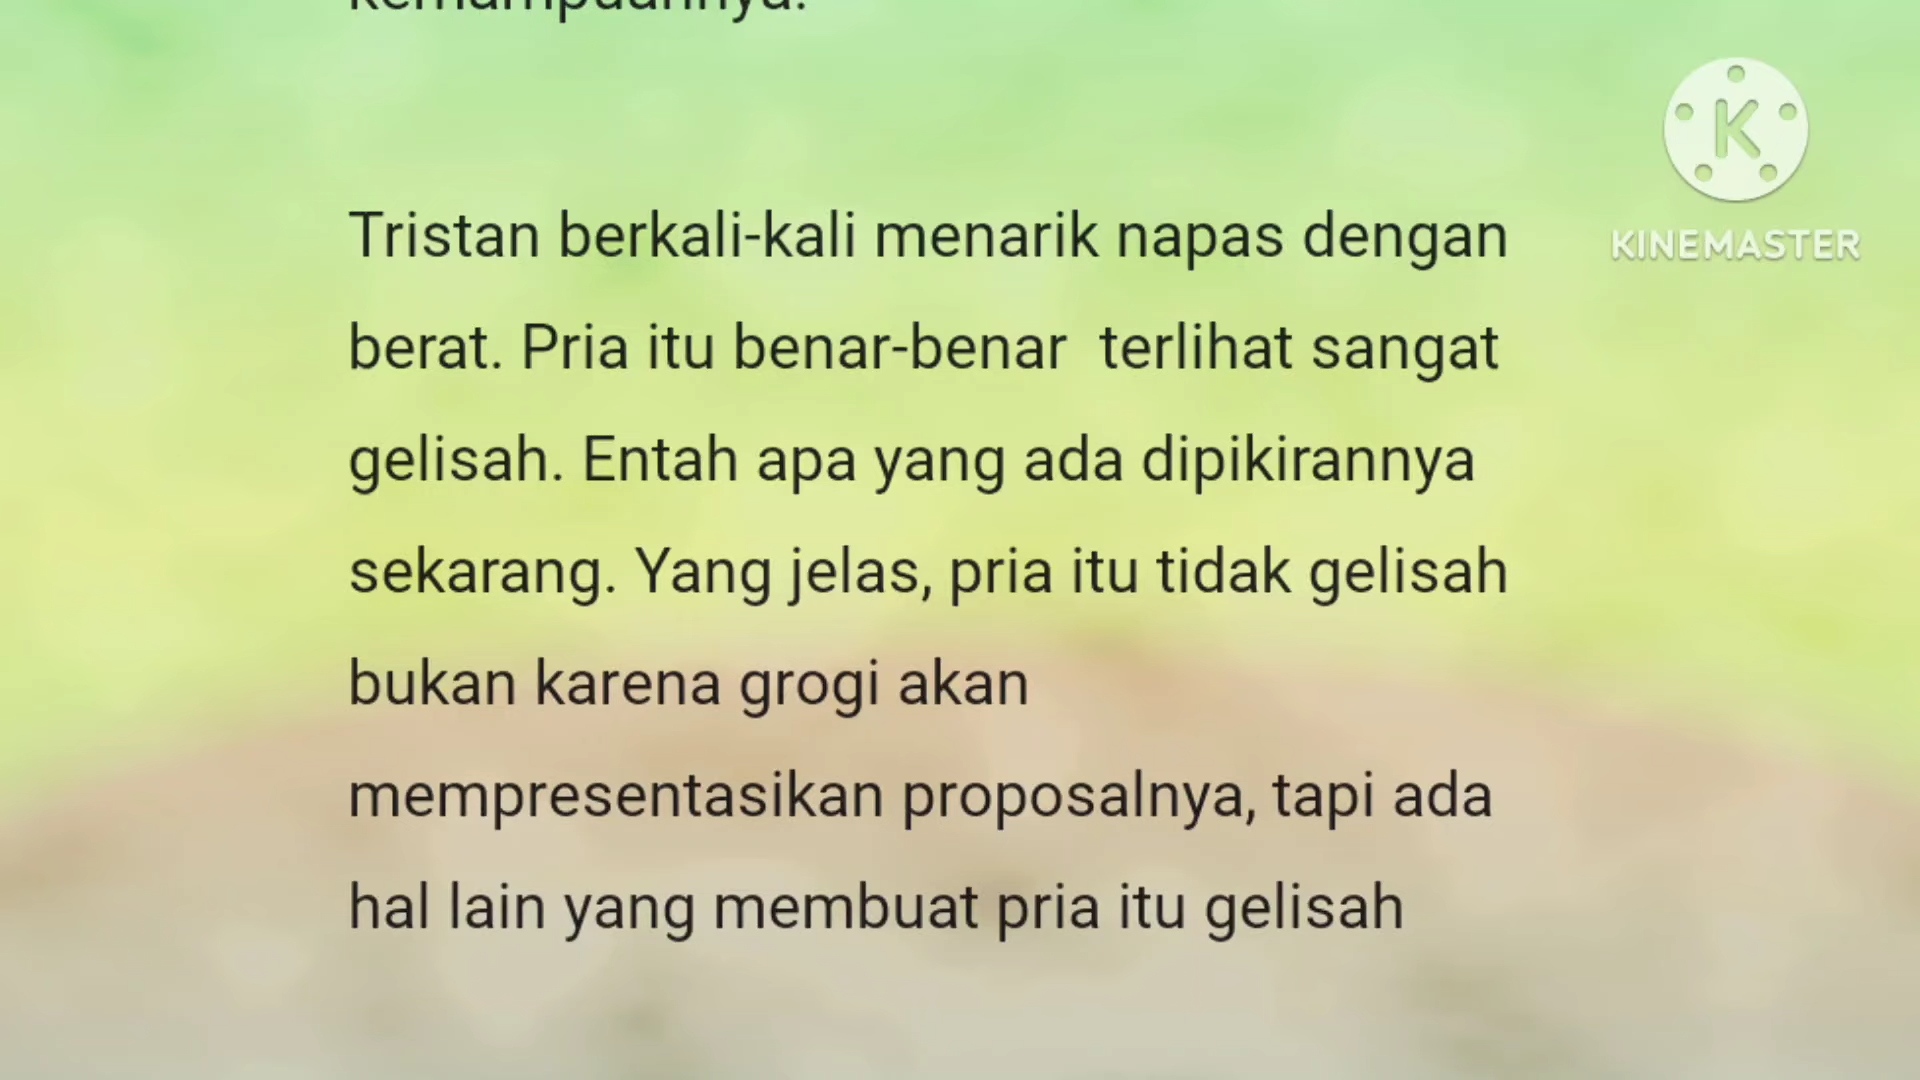 kemampuannya.
Tristan berkali-kali menarik napas dengan
berat. Pria itu benar-benar  terlihat sangat
gelisah. Entah apa yang ada dipikirannya
sekarang. Yang jelas, pria itu tidak gelisah
bukan karena grogi akan
mempresentasikan proposalnya, tapi ada
hal lain yang membuat pria itu gelisah
K
KINEMASTER